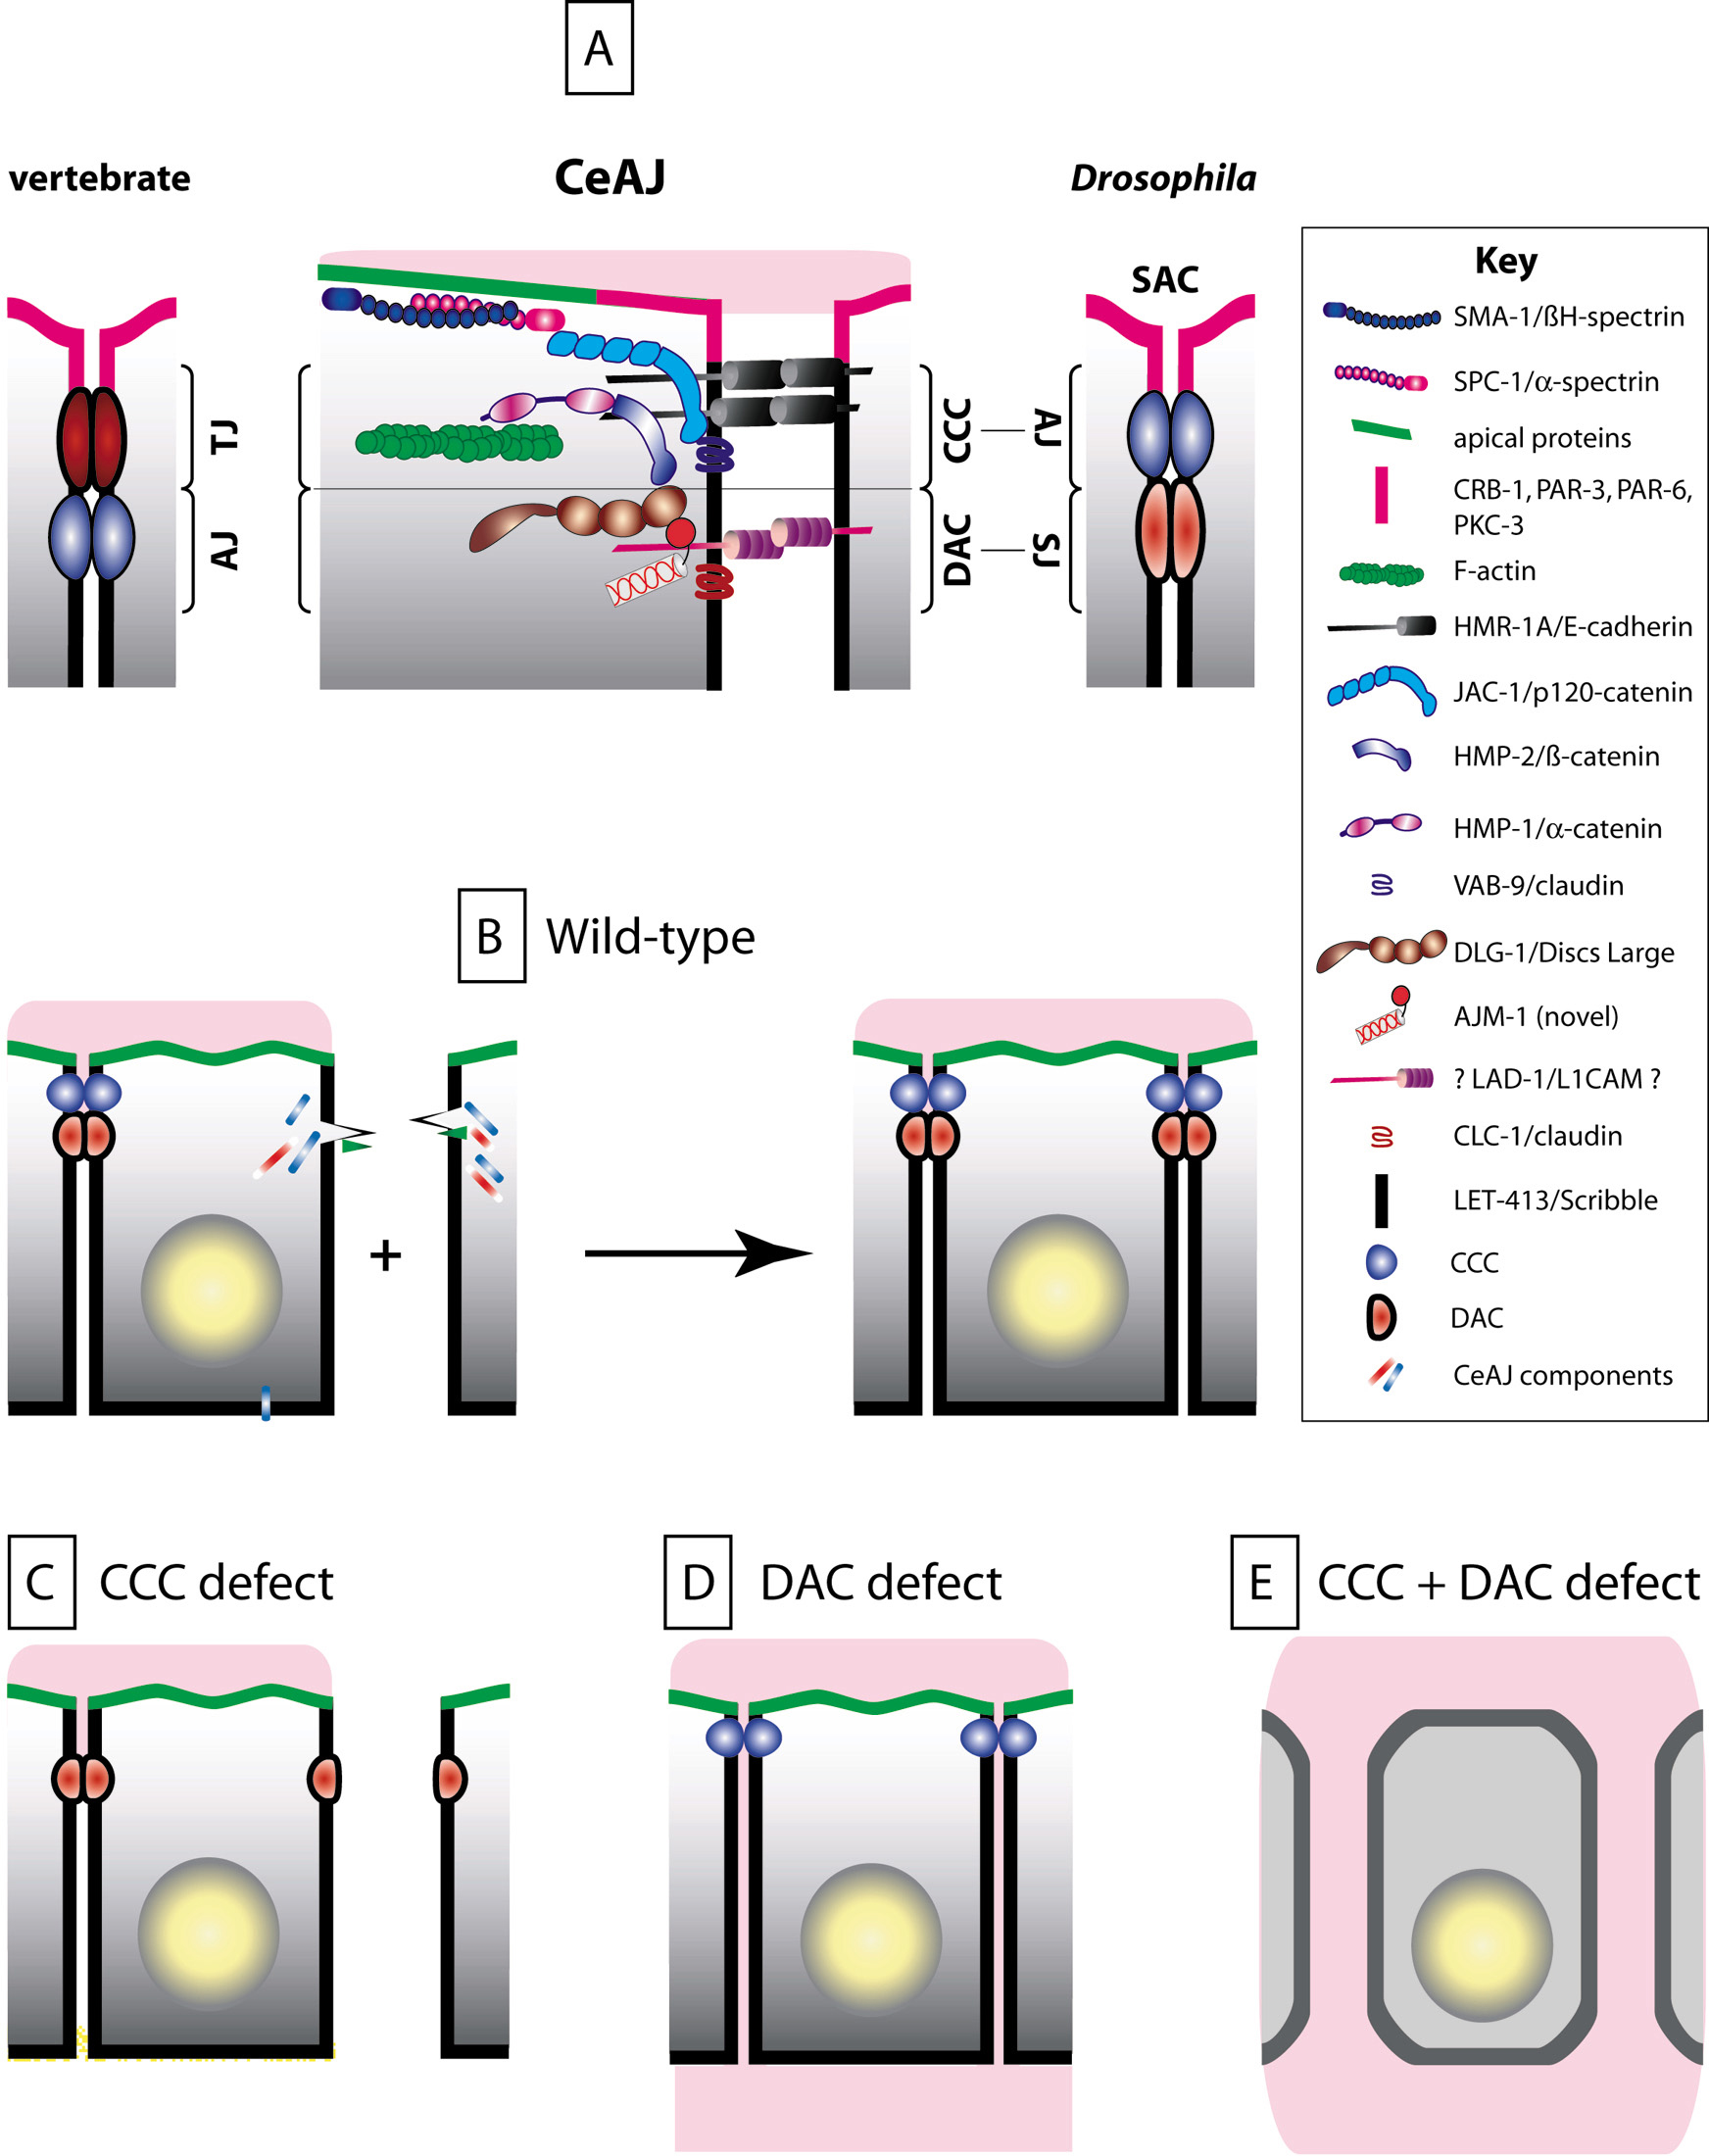 A
vertebrate
CeAJ
Drosophila
SAC
TJ
AJ
CCC
DAC
AJ
SJ
Key
SMA-1/ßH-spectrin
SPC-1/α-spectrin
apical proteins
CRB-1, PAR-3, PAR-6,
PKC-3
F-actin
HMR-1A/E-cadherin
JAC-1/p120-catenin
HMP-2/ß-catenin
HMP-1/α-catenin
VAB-9/claudin
DLG-1/Discs Large
AJM-1 (novel)
? LAD-1/L1CAM ?
CLC-1/claudin
LET-413/Scribble
CCC
DAC
CeAJ components
B Wild-type
+
C CCC defect
D DAC defect
E CCC + DAC defect